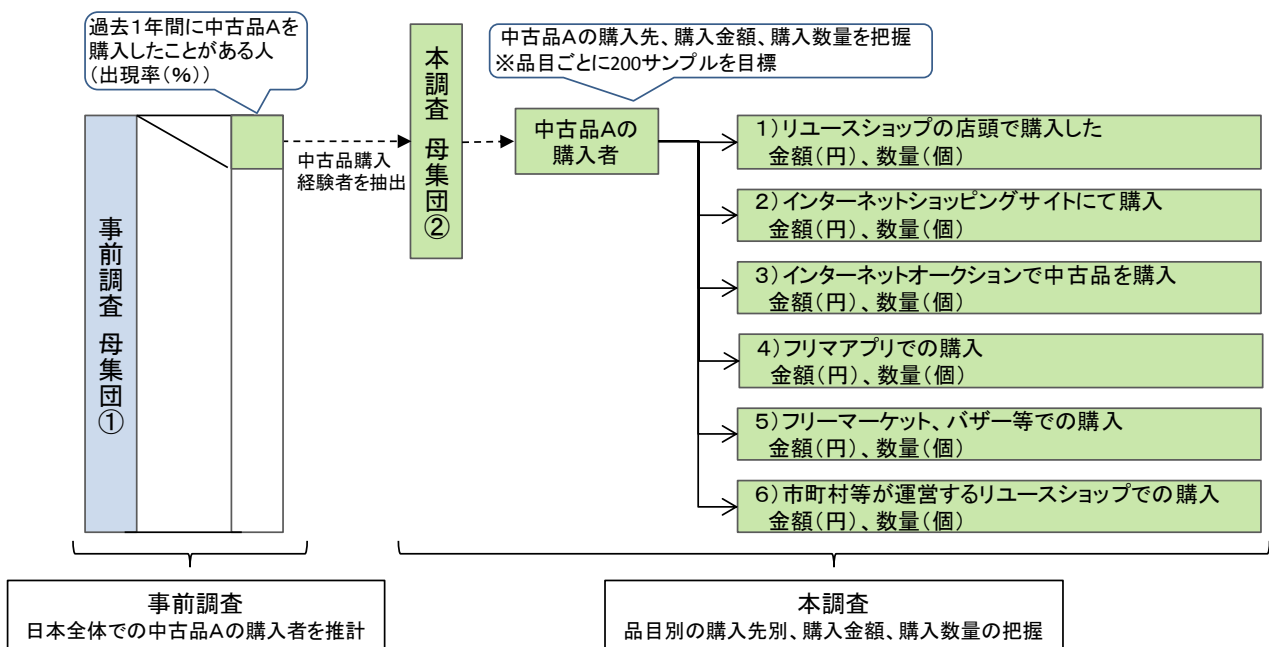 過去1年間に中古品Aを
購入したことがある人
(出現率(%))
事前調査 母集団①
中古品購入
経験者を抽出
本調査 母集団②
中古品Aの購入先、購入金額、購入数量を把握
※品目ごとに200サンプルを目標
中古品Aの
購入者
1)リユースショップの店頭で購入した
金額(円)、数量(個)
2)インターネットショッピングサイトにて購入
金額(円)、数量(個)
3)インターネットオークションで中古品を購入
金額(円)、数量(個)
4)フリマアプリでの購入
金額(円)、数量(個)
5)フリーマーケット、バザー等での購入
金額(円)、数量(個)
6)市町村等が運営するリユースショップでの購入
金額(円)、数量(個)
事前調査
日本全体での中古品Aの購入者を推計
本調査
品目別の購入先別、購入金額、購入数量の把握